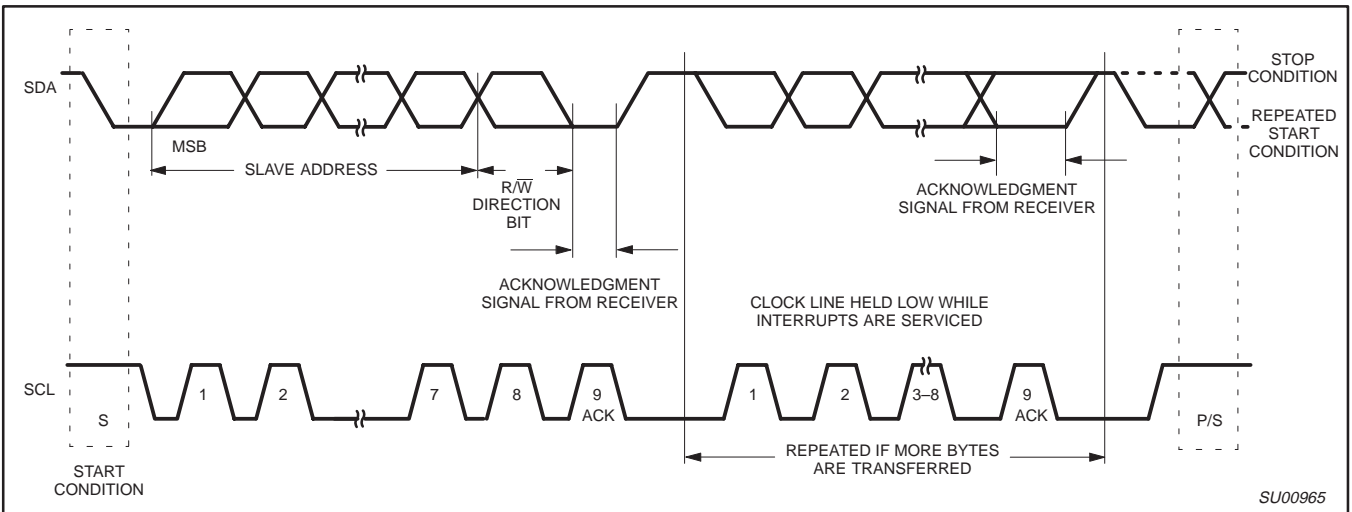 STOP
CONDITION
SDA
REPEATED
START
CONDITION
MSB
SLAVE ADDRESS
R/W̅
DIRECTION
BIT
ACKNOWLEDGMENT
SIGNAL FROM RECEIVER
ACKNOWLEDGMENT
SIGNAL FROM RECEIVER
CLOCK LINE HELD LOW WHILE
INTERRUPTS ARE SERVICED
SCL
S
1
2
7
8
9
ACK
1
2
3–8
9
ACK
P/S
START
CONDITION
REPEATED IF MORE BYTES
ARE TRANSFERRED
SU00965